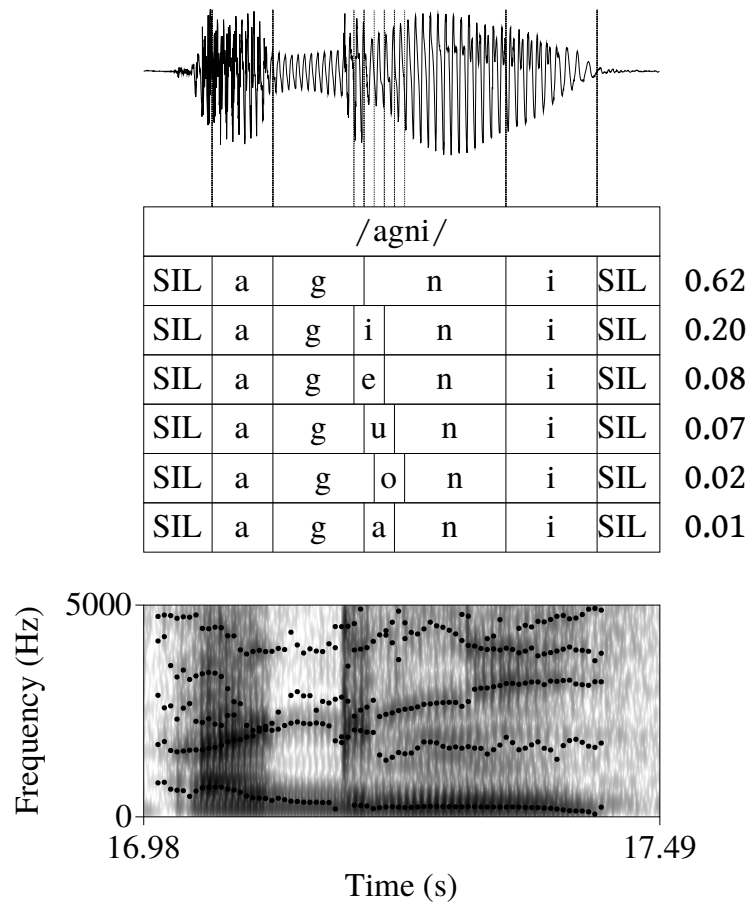 /agni/
SIL a g n i SIL 0.62
SIL a g i n i SIL 0.20
SIL a g e n i SIL 0.08
SIL a g u n i SIL 0.07
SIL a g o n i SIL 0.02
SIL a g a n i SIL 0.01
5000
Frequency (Hz)
0
16.98 17.49
Time (s)